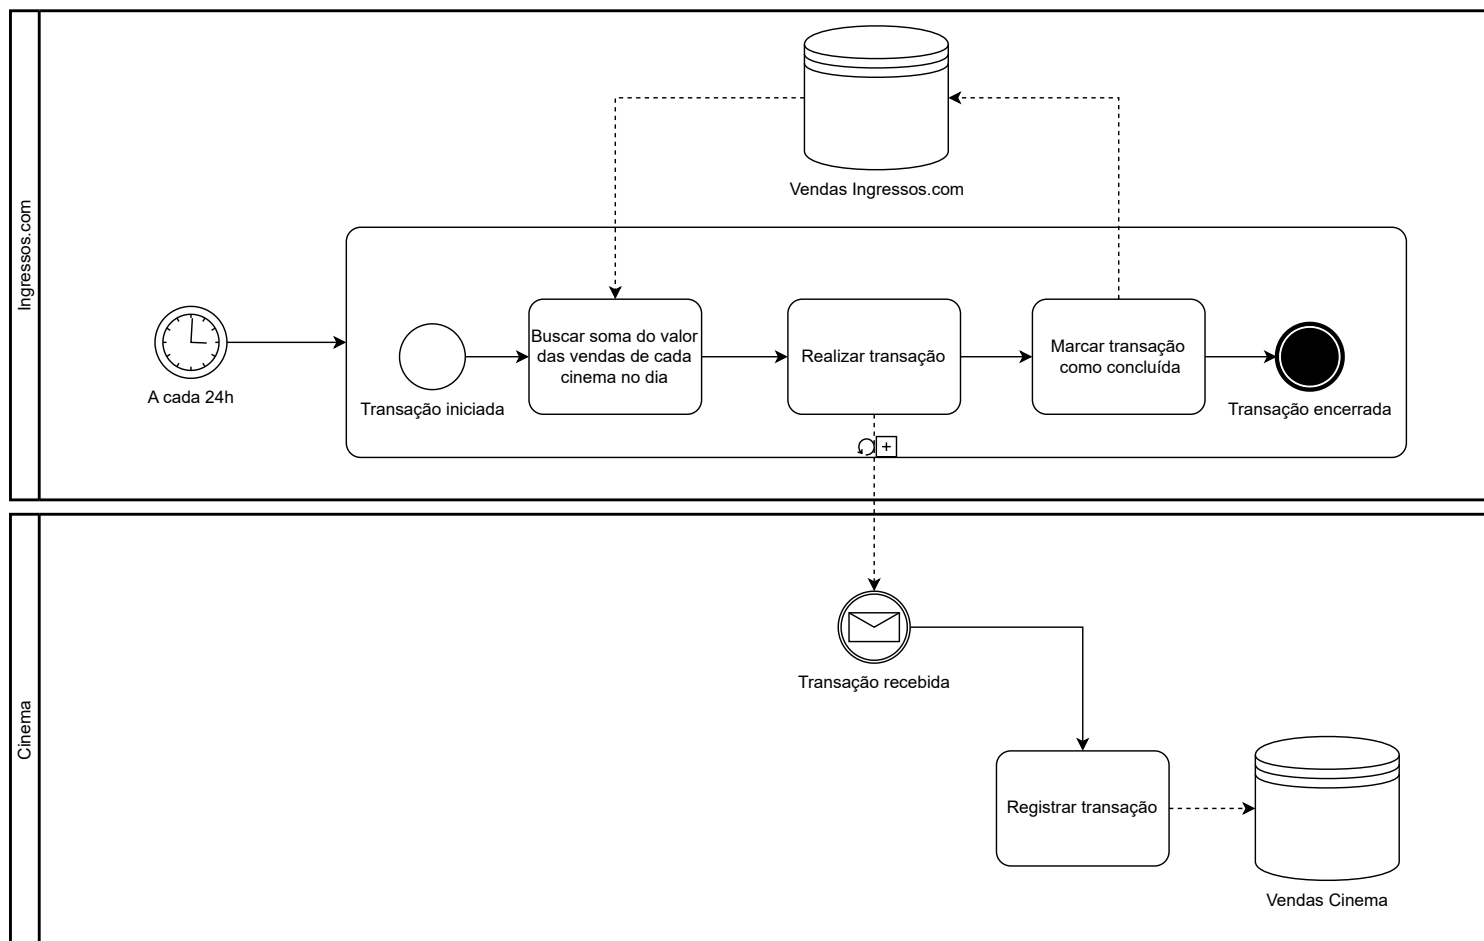 Ingressos.com
Vendas Ingressos.com
A cada 24h
Transação iniciada
Buscar soma do valor
das vendas de cada
cinema no dia
Realizar transação
Marcar transação
como concluída
Transação encerrada
Cinema
Transação recebida
Registrar transação
Vendas Cinema